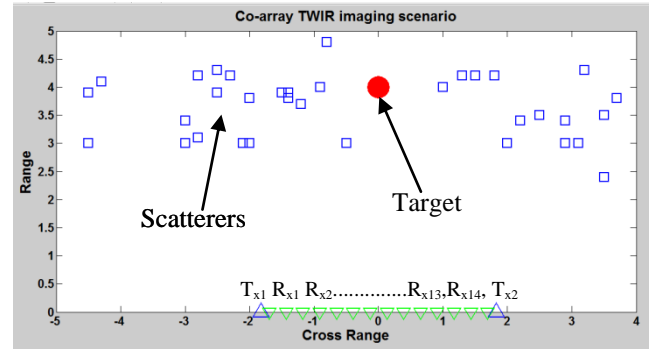 Co-array TWIR imaging scenario
5
4.5
4
3.5
3
2.5
2
1.5
1
0.5
0
Range
Scatterers
Target
Tx1 Rx1 Rx2..............Rx13,Rx14, Tx2
-5 -4 -3 -2 -1 0 1 2 3 4
Cross Range